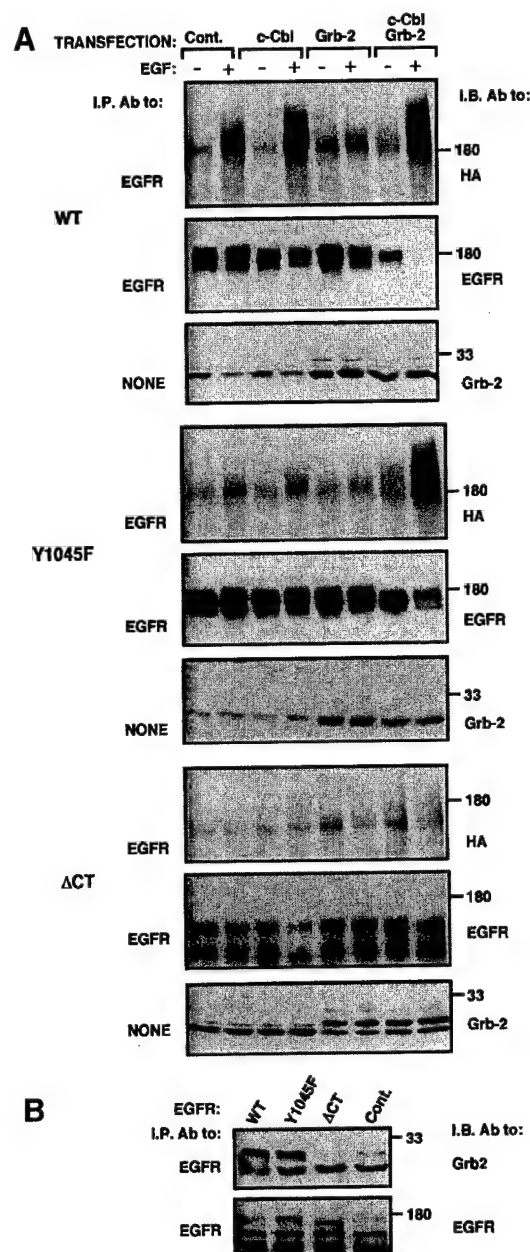 A
TRANSFECTION: Cont. c-Cbl Grb-2 c-Cbl Grb-2
EGF: - + - + - + - +
I.P. Ab to: I.B. Ab to:
WT
EGFR 180 HA
EGFR 180 EGFR
NONE 33 Grb-2
Y1045F
EGFR 180 HA
EGFR 180 EGFR
NONE 33 Grb-2
ΔCT
EGFR 180 HA
EGFR 180 EGFR
NONE 33 Grb-2
B
EGFR: WT Y1045F ΔCT Cont.
I.P. Ab to: I.B. Ab to:
EGFR 33 Grb2
EGFR 180 EGFR